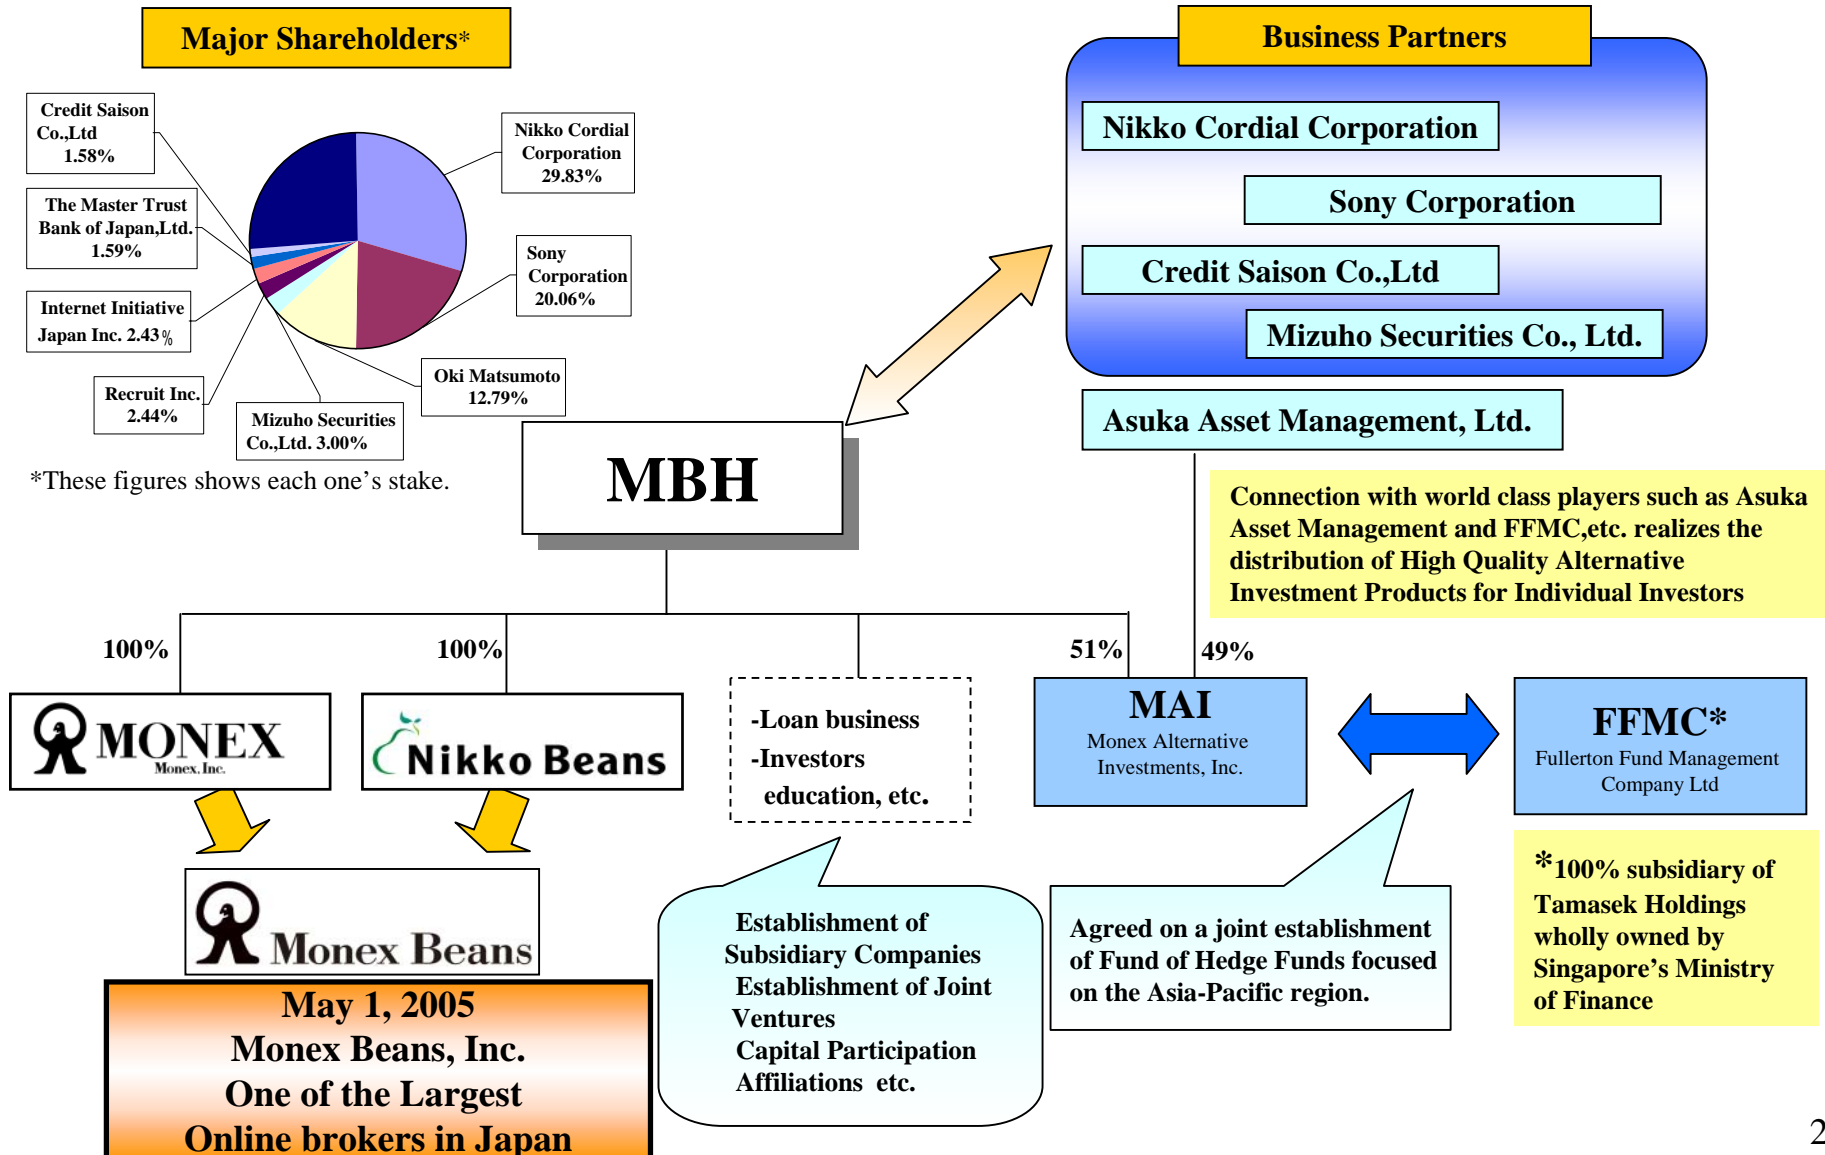 Major Shareholders*
Credit Saison
Co.,Ltd
1.58%
The Master Trust
Bank of Japan,Ltd.
1.59%
Internet Initiative
Japan Inc. 2.43%
Recruit Inc.
2.44%
Mizuho Securities
Co.,Ltd. 3.00%
Oki Matsumoto
12.79%
Sony
Corporation
20.06%
Nikko Cordial
Corporation
29.83%
*These figures shows each one’s stake.
Business Partners
Nikko Cordial Corporation
Sony Corporation
Credit Saison Co.,Ltd
Mizuho Securities Co., Ltd.
Asuka Asset Management, Ltd.
MBH
Connection with world class players such as Asuka
Asset Management and FFMC,etc. realizes the
distribution of High Quality Alternative
Investment Products for Individual Investors
100%
100%
51%
49%
MONEX
Monex, Inc.
Nikko Beans
-Loan business
-Investors
education, etc.
MAI
Monex Alternative
Investments, Inc.
FFMC*
Fullerton Fund Management
Company Ltd
Monex Beans
May 1, 2005
Monex Beans, Inc.
One of the Largest
Online brokers in Japan
Establishment of
Subsidiary Companies
Establishment of Joint
Ventures
Capital Participation
Affiliations etc.
Agreed on a joint establishment
of Fund of Hedge Funds focused
on the Asia-Pacific region.
*100% subsidiary of
Tamasek Holdings
wholly owned by
Singapore’s Ministry
of Finance
2